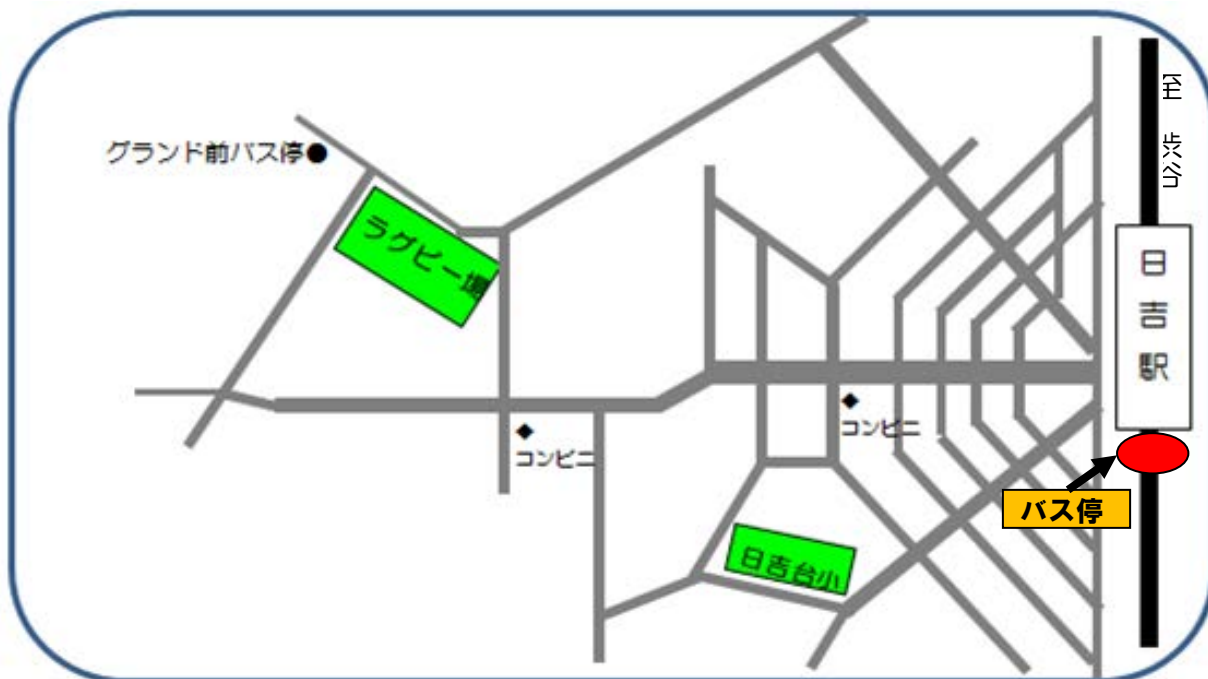 至 渋谷
グランド前バス停●
ラグビー場
日吉駅
◆
コンビニ
◆
コンビニ
バス停
日吉台小